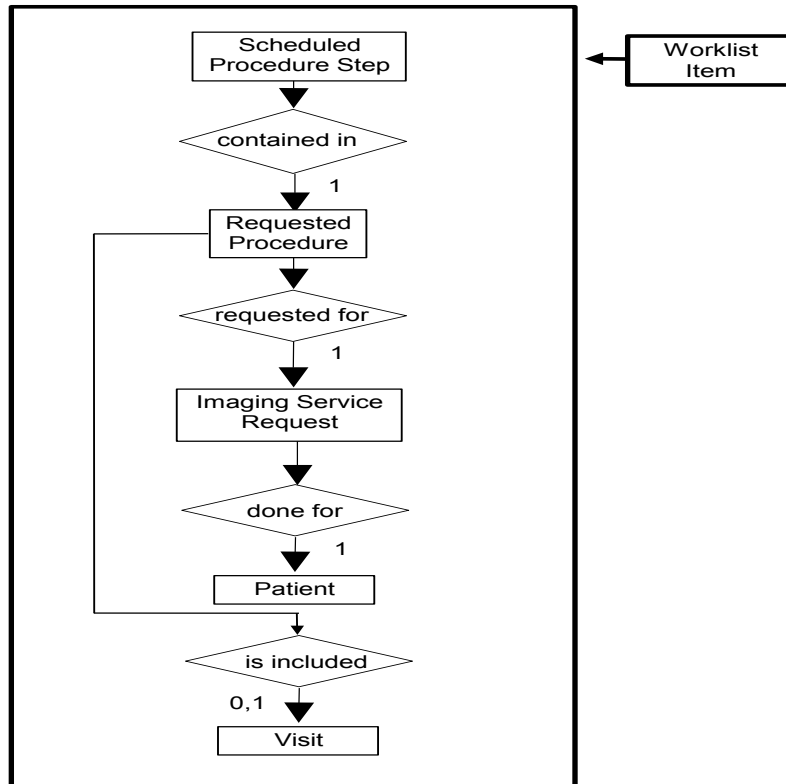 Scheduled
Procedure Step
Worklist
Item
contained in
1
Requested
Procedure
requested for
1
Imaging Service
Request
done for
1
Patient
is included
0,1
Visit